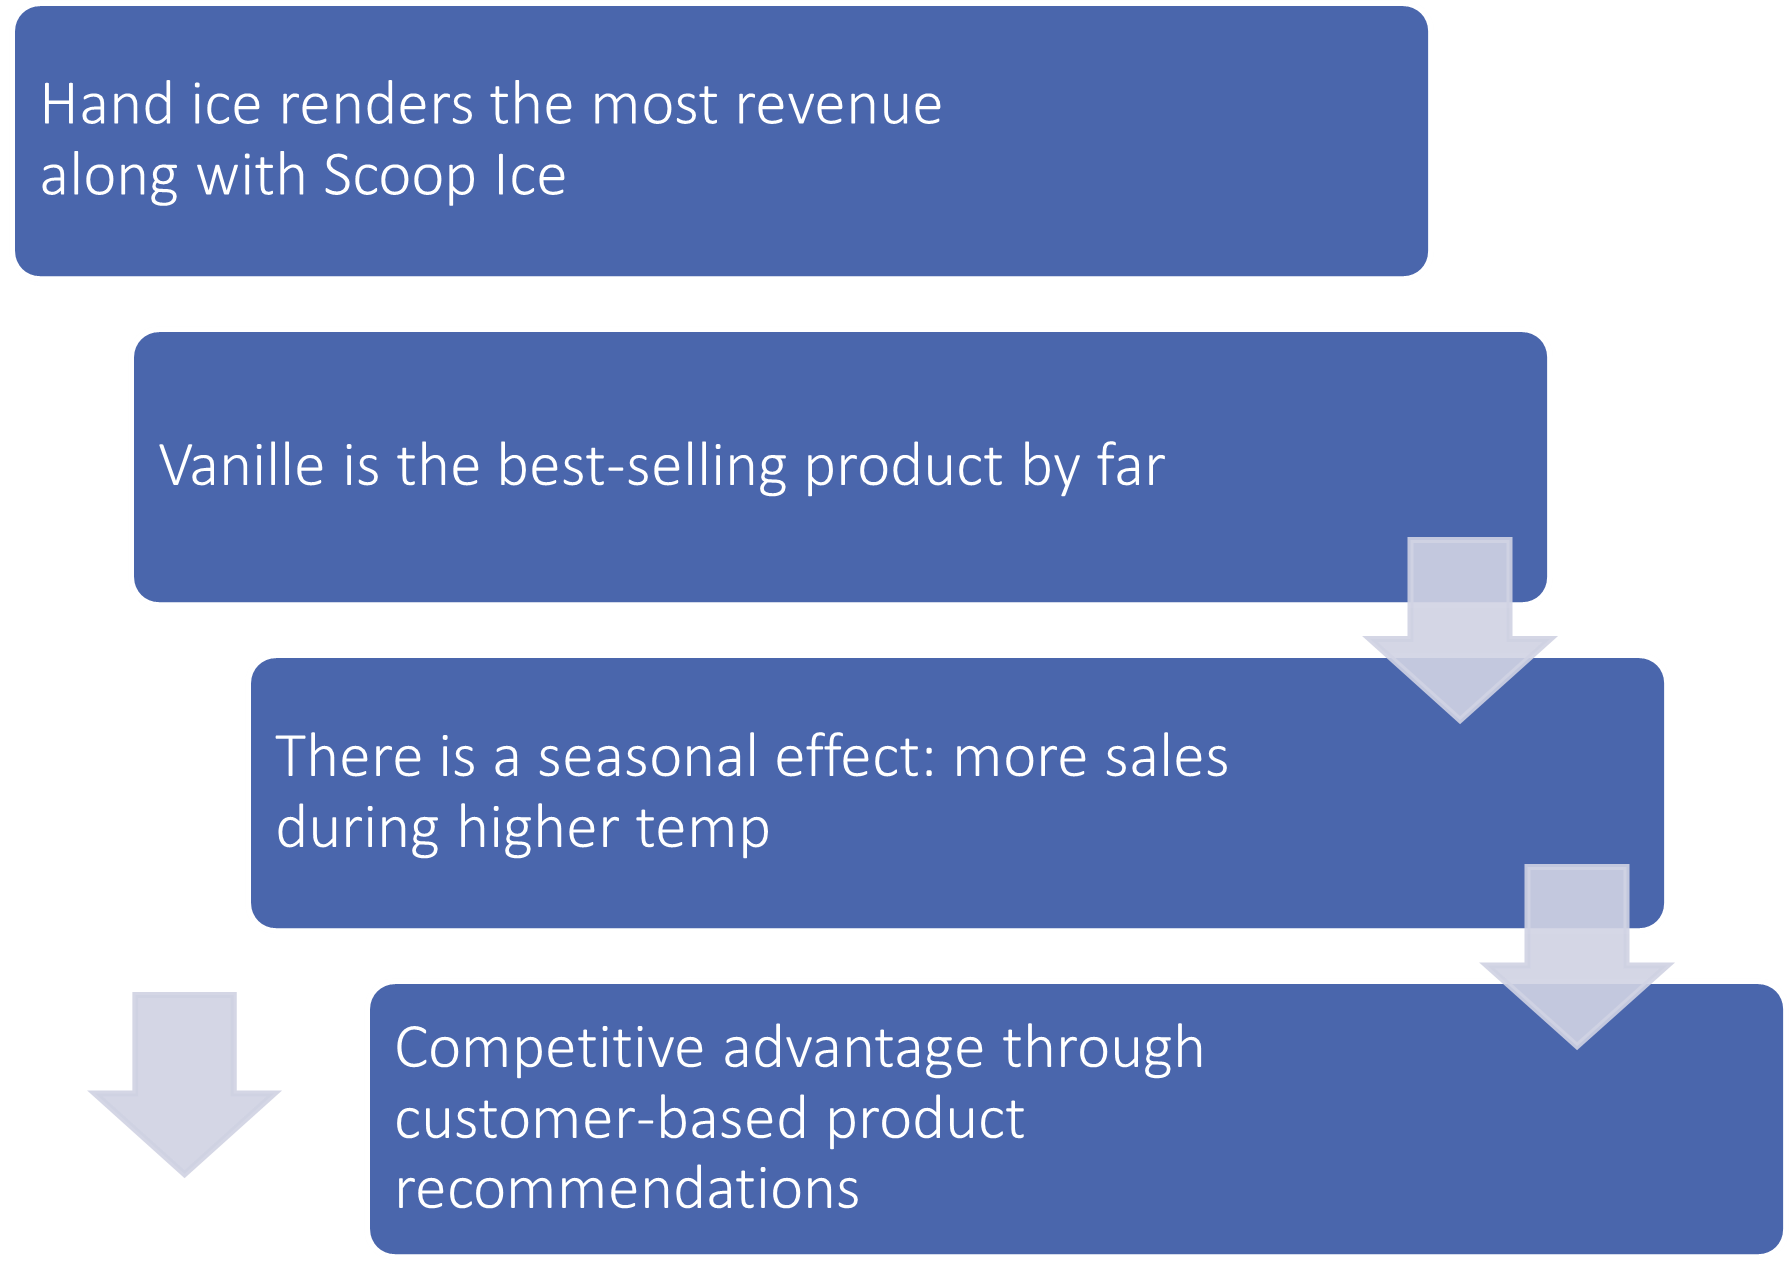 Hand ice renders the most revenue
along with Scoop Ice
Vanille is the best-selling product by far
There is a seasonal effect: more sales
during higher temp
Competitive advantage through
customer-based product
recommendations